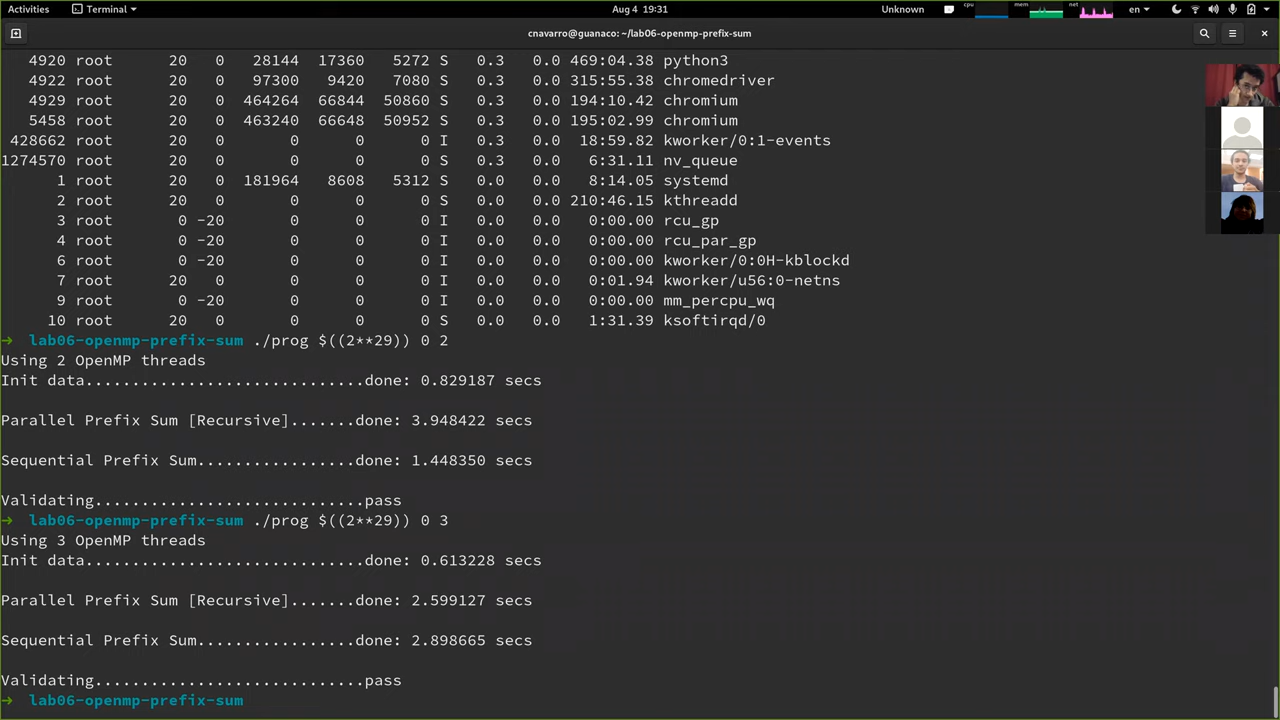 Activities Terminal Aug 4 19:31 Unknown cpu mem net en
cnavarro@guanaco: ~/lab06-openmp-prefix-sum
4920 root 20 0 28144 17360 5272 S 0.3 0.0 469:04.38 python3
4922 root 20 0 97300 9420 7080 S 0.3 0.0 315:55.38 chromedriver
4929 root 20 0 464264 66844 50860 S 0.3 0.0 194:10.42 chromium
5458 root 20 0 463240 66648 50952 S 0.3 0.0 195:02.99 chromium
428662 root 20 0 0 0 0 I 0.3 0.0 18:59.82 kworker/0:1-events
1274570 root 20 0 0 0 0 S 0.3 0.0 6:31.11 nv_queue
1 root 20 0 181964 8608 5312 S 0.0 0.0 8:14.05 systemd
2 root 20 0 0 0 0 S 0.0 0.0 210:46.15 kthreadd
3 root 0 -20 0 0 0 I 0.0 0.0 0:00.00 rcu_gp
4 root 0 -20 0 0 0 I 0.0 0.0 0:00.00 rcu_par_gp
6 root 0 -20 0 0 0 I 0.0 0.0 0:00.00 kworker/0:0H-kblockd
7 root 20 0 0 0 0 I 0.0 0.0 0:01.94 kworker/u56:0-netns
9 root 0 -20 0 0 0 I 0.0 0.0 0:00.00 mm_percpu_wq
10 root 20 0 0 0 0 S 0.0 0.0 1:31.39 ksoftirqd/0
➜ lab06-openmp-prefix-sum ./prog $((2**29)) 0 2
Using 2 OpenMP threads
Init data..............................done: 0.829187 secs
Parallel Prefix Sum [Recursive].......done: 3.948422 secs
Sequential Prefix Sum.................done: 1.448350 secs
Validating.............................pass
➜ lab06-openmp-prefix-sum ./prog $((2**29)) 0 3
Using 3 OpenMP threads
Init data..............................done: 0.613228 secs
Parallel Prefix Sum [Recursive].......done: 2.599127 secs
Sequential Prefix Sum.................done: 2.898665 secs
Validating.............................pass
➜ lab06-openmp-prefix-sum